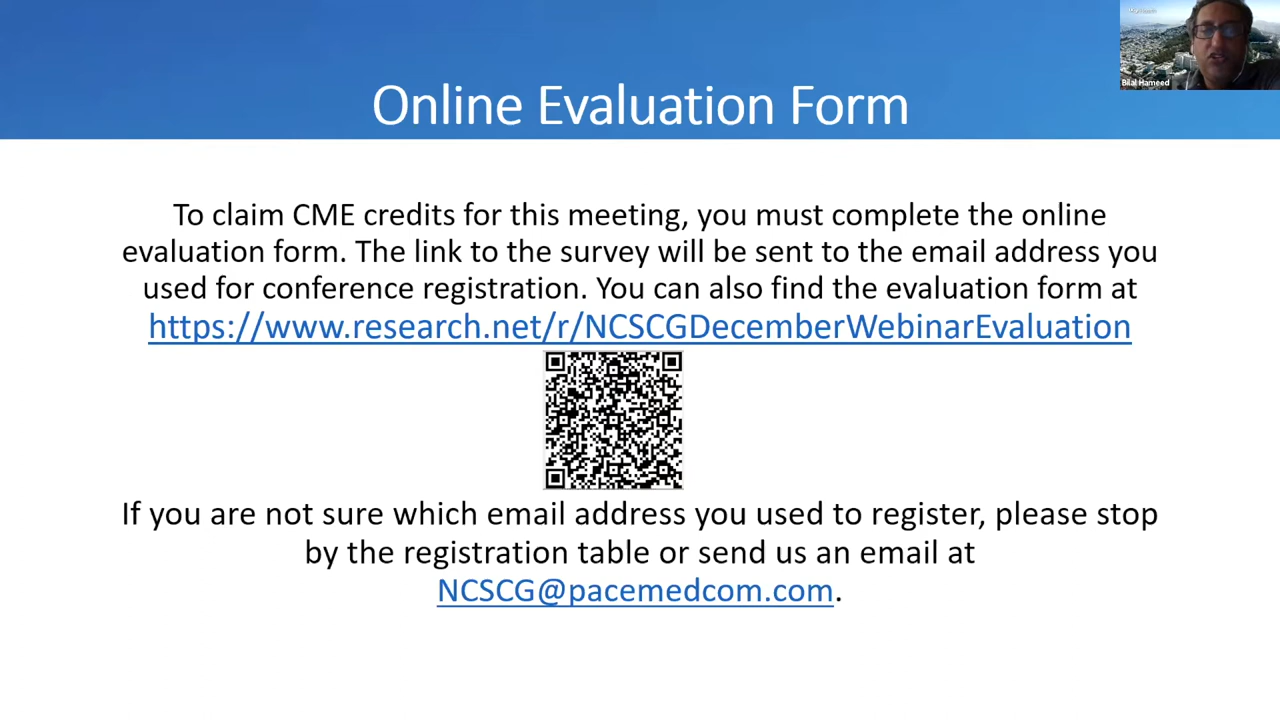 Bilal Hameed
Online Evaluation Form
To claim CME credits for this meeting, you must complete the online
evaluation form. The link to the survey will be sent to the email address you
used for conference registration. You can also find the evaluation form at
https://www.research.net/r/NCSCGDecemberWebinarEvaluation
If you are not sure which email address you used to register, please stop
by the registration table or send us an email at
NCSCG@pacemedcom.com.